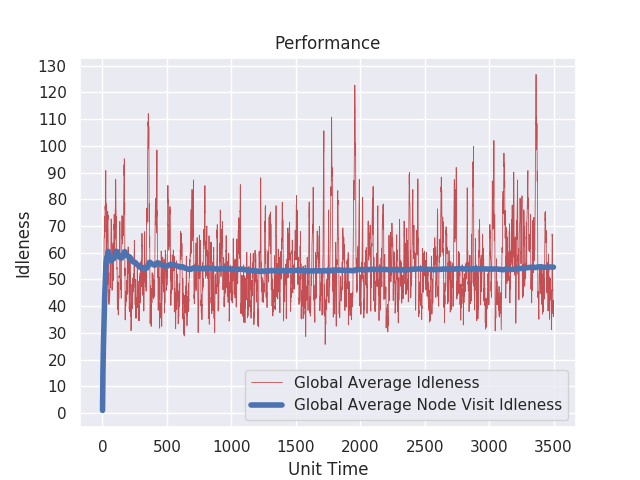 Performance
130
120
110
100
90
80
70
60
50
40
30
20
10
0
Idleness
Global Average Idleness
Global Average Node Visit Idleness
0 500 1000 1500 2000 2500 3000 3500
Unit Time